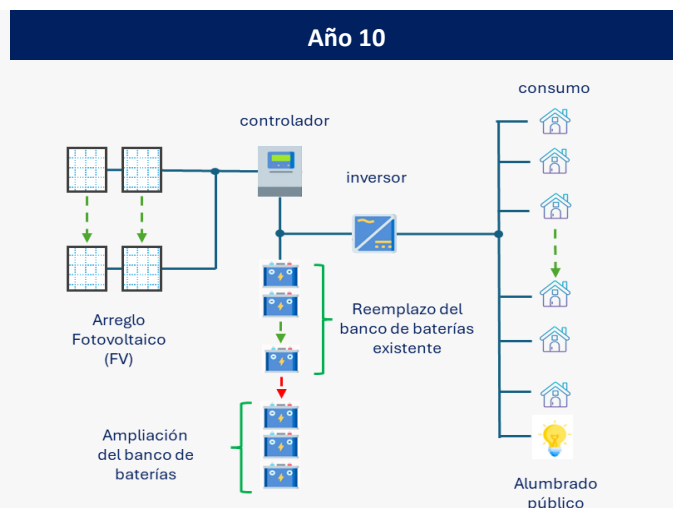 Año 10
consumo
controlador
inversor
Arreglo
Fotovoltaico
(FV)
Reemplazo del
banco de baterías
existente
Ampliación
del banco de
baterías
Alumbrado
público